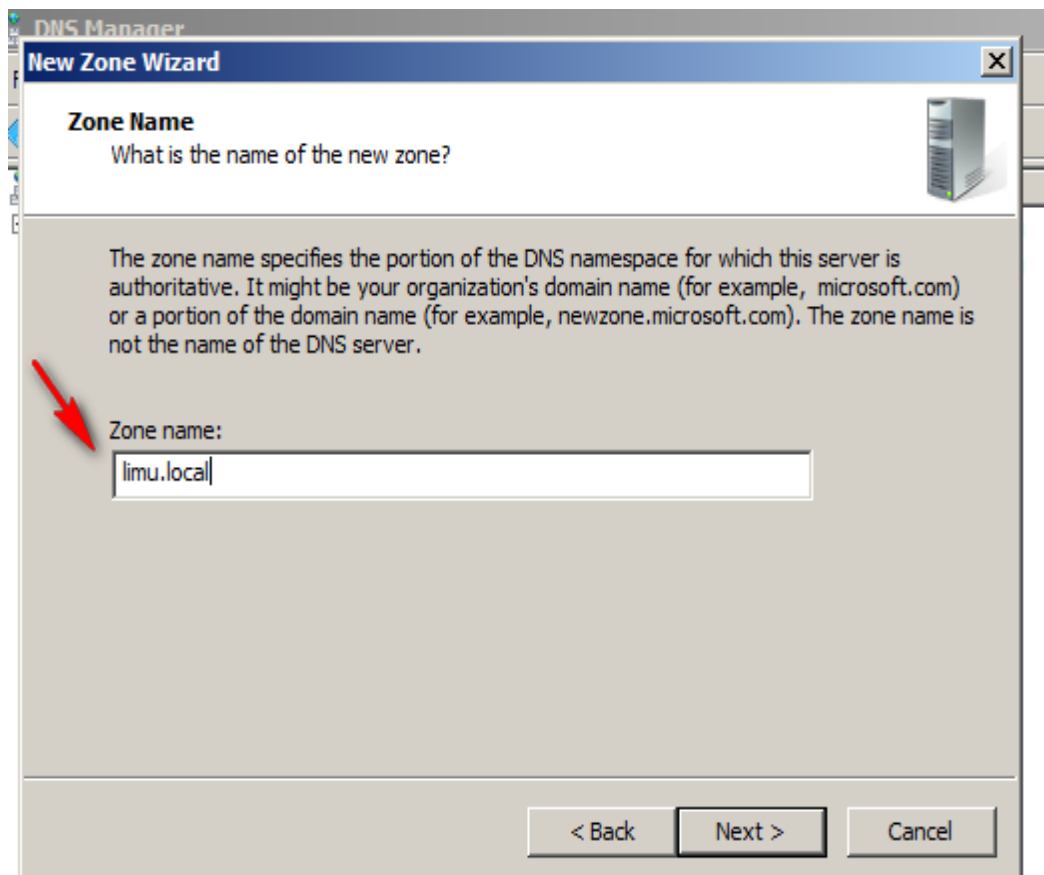 DNS Manager
New Zone Wizard
Zone Name
What is the name of the new zone?
The zone name specifies the portion of the DNS namespace for which this server is
authoritative. It might be your organization's domain name (for example,  microsoft.com)
or a portion of the domain name (for example, newzone.microsoft.com). The zone name is
not the name of the DNS server.
Zone name:
limu.local
< Back
Next >
Cancel